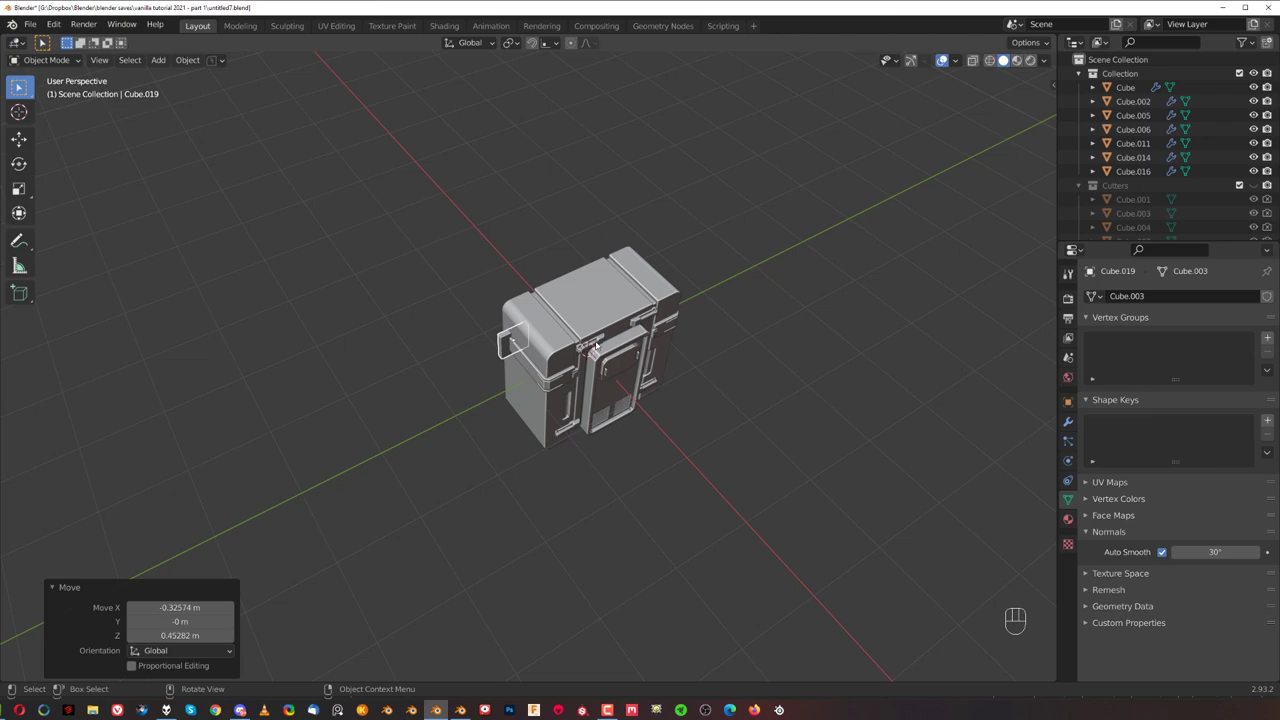 Blender* [G:\Dropbox\Blender\blender saves\vanilla tutorial 2021 - part 1\untitled7.blend]
File Edit Render Window Help Layout Modeling Sculpting UV Editing Texture Paint Shading Animation Rendering Compositing Geometry Nodes Scripting + Scene View Layer
Global Options
Object Mode View Select Add Object
User Perspective
(1) Scene Collection | Cube.019
Scene Collection
Collection
Cube
Cube.002
Cube.005
Cube.006
Cube.011
Cube.014
Cube.016
Cutters
Cube.001
Cube.003
Cube.004
Cube.019 Cube.003
Cube.003
Vertex Groups
Shape Keys
UV Maps
Vertex Colors
Face Maps
Normals
Auto Smooth 30°
Texture Space
Remesh
Geometry Data
Custom Properties
Move
Move X -0.32574 m
Y -0 m
Z 0.45282 m
Orientation Global
Proportional Editing
Select Box Select Rotate View Object Context Menu 2.93.2